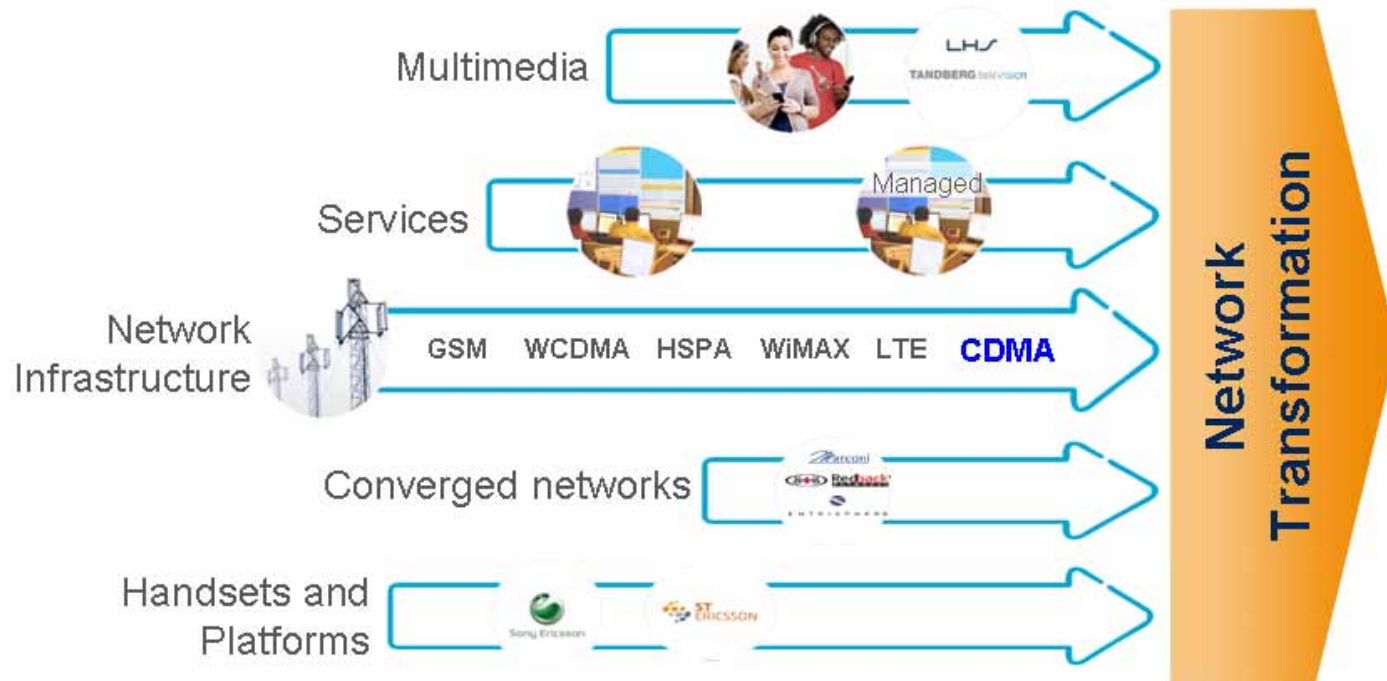 Multimedia
LHS
TANDBERG television
Services
Managed
Network
Infrastructure
GSM WCDMA HSPA WiMAX LTE CDMA
Converged networks
Marconi
Redback
NETWORKS
ENTRISPHERE
Handsets and
Platforms
Sony Ericsson
ST
ERICSSON
Network
Transformation